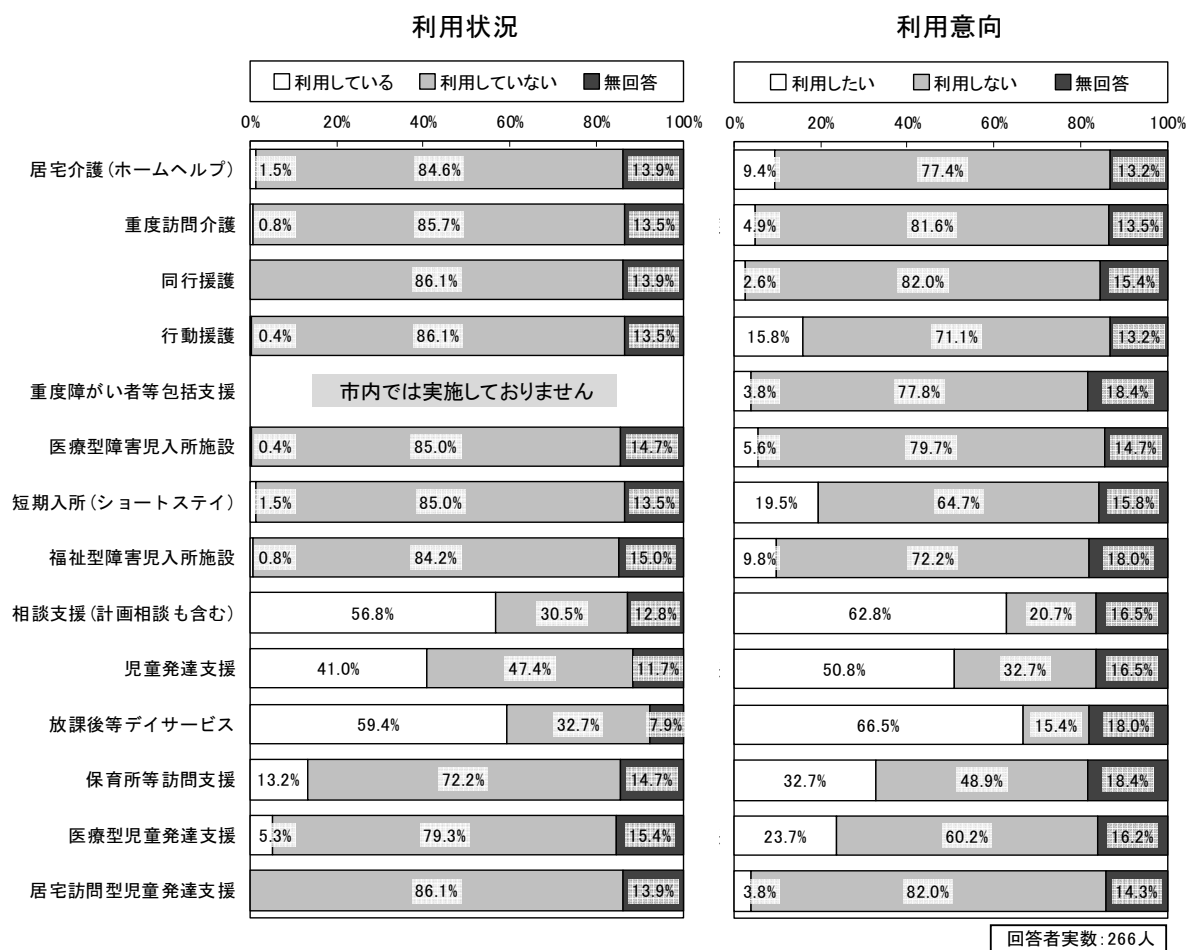 利用状況
利用意向
□利用している ■利用していない ■無回答
□利用したい ■利用しない ■無回答
0% 20% 40% 60% 80% 100%
0% 20% 40% 60% 80% 100%
居宅介護(ホームヘルプ) 1.5% 84.6% 13.9% 9.4% 77.4% 13.2%
重度訪問介護 0.8% 85.7% 13.5% 4.9% 81.6% 13.5%
同行援護 86.1% 13.9% 2.6% 82.0% 15.4%
行動援護 0.4% 86.1% 13.5% 15.8% 71.1% 13.2%
重度障がい者等包括支援 市内では実施しておりません 3.8% 77.8% 18.4%
医療型障害児入所施設 0.4% 85.0% 14.7% 5.6% 79.7% 14.7%
短期入所(ショートステイ) 1.5% 85.0% 13.5% 19.5% 64.7% 15.8%
福祉型障害児入所施設 0.8% 84.2% 15.0% 9.8% 72.2% 18.0%
相談支援(計画相談も含む) 56.8% 30.5% 12.8% 62.8% 20.7% 16.5%
児童発達支援 41.0% 47.4% 11.7% 50.8% 32.7% 16.5%
放課後等デイサービス 59.4% 32.7% 7.9% 66.5% 15.4% 18.0%
保育所等訪問支援 13.2% 72.2% 14.7% 32.7% 48.9% 18.4%
医療型児童発達支援 5.3% 79.3% 15.4% 23.7% 60.2% 16.2%
居宅訪問型児童発達支援 86.1% 13.9% 3.8% 82.0% 14.3%
回答者実数:266人